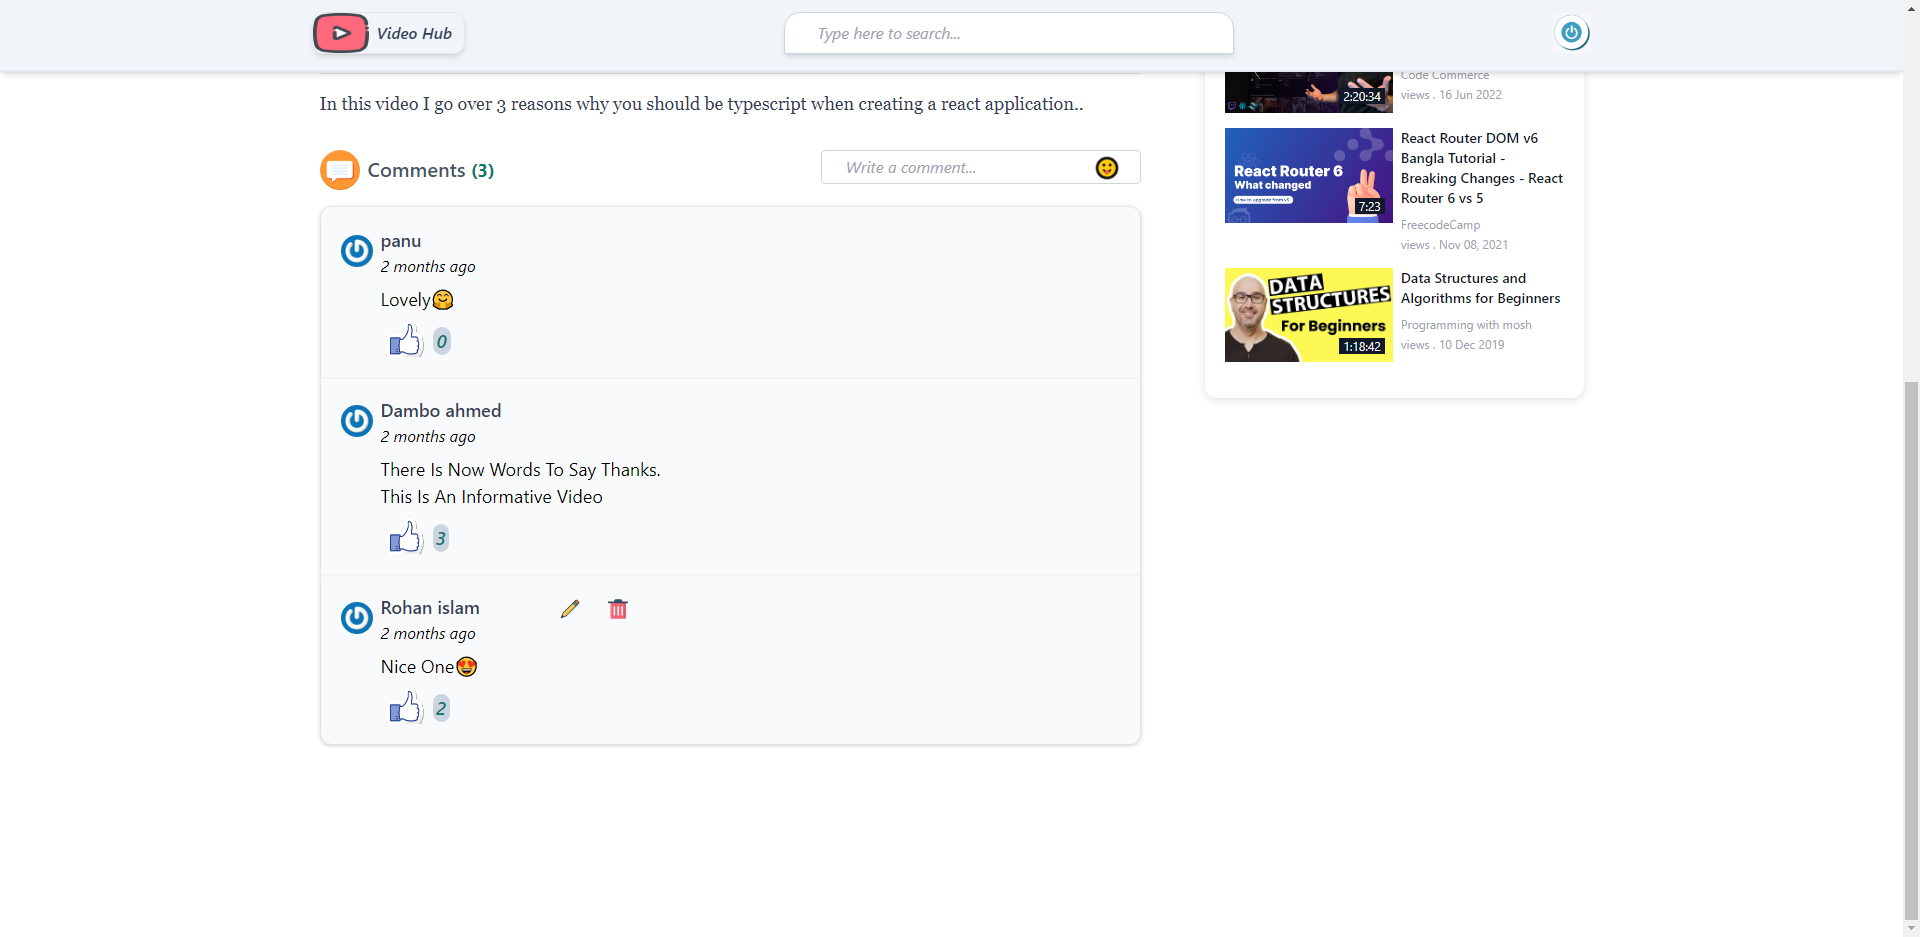 Video Hub
Type here to search...
In this video I go over 3 reasons why you should be typescript when creating a react application..
Comments (3)
Write a comment...
panu
2 months ago
Lovely🤗
0
Dambo ahmed
2 months ago
There Is Now Words To Say Thanks.
This Is An Informative Video
3
Rohan islam
2 months ago
Nice One😍
2
2:20:34
Code Commerce
views . 16 Jun 2022
React Router 6
What changed
How to upgrade from v5
7:23
React Router DOM v6
Bangla Tutorial -
Breaking Changes - React
Router 6 vs 5
FreecodeCamp
views . Nov 08, 2021
DATA
STRUCTURES
For Beginners
1:18:42
Data Structures and
Algorithms for Beginners
Programming with mosh
views . 10 Dec 2019